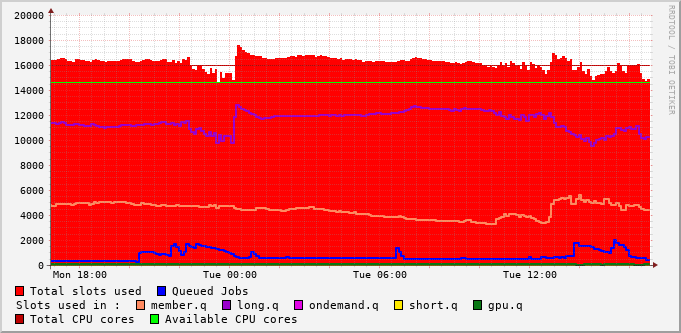 20000
18000
16000
14000
12000
10000
8000
6000
4000
2000
0
Mon 18:00 Tue 00:00 Tue 06:00 Tue 12:00
RRDTOOL / TOBI OETIKER
Total slots used Queued Jobs
Slots used in : member.q long.q ondemand.q short.q gpu.q
Total CPU cores Available CPU cores